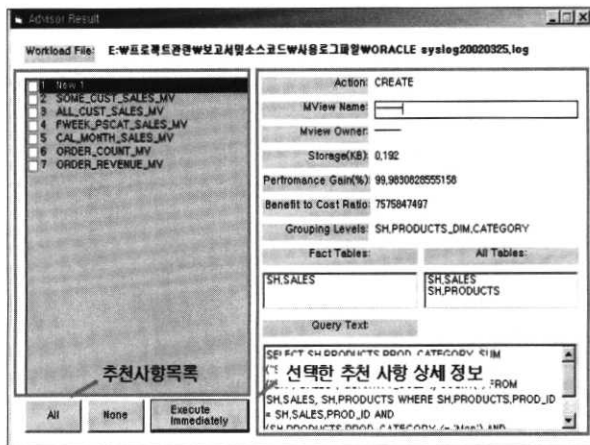 Advisor Result
Workload File: E:₩프로젝트관련₩보고서및소스코드₩사용로그파일₩ORACLE syslog20020325.log
1 New 1
2 SOME_CUST_SALES_MV
3 ALL_CUST_SALES_MV
4 FWEEK_PSCAT_SALES_MV
5 CAL_MONTH_SALES_MV
6 ORDER_COUNT_MV
7 ORDER_REVENUE_MV
추천사항목록
All
None
Execute Immediately
Action: CREATE
MView Name:
Mview Owner:
Storage(KB): 0,192
Perfromance Gain(%): 99,9830828555158
Benefit to Cost Ratio: 7575847497
Grouping Levels: SH,PRODUCTS_DIM,CATEGORY
Fact Tables:
All Tables:
SH,SALES
SH,SALES
SH,PRODUCTS
Query Text:
SELECT SH,PRODUCTS,PROD_CATEGORY, SUM
선택한 추천 사항 상세 정보
FROM
SH,SALES, SH,PRODUCTS WHERE SH,PRODUCTS,PROD_ID
= SH,SALES,PROD_ID AND
(SH,PRODUCTS,PROD_CATEGORY (= 'Men') AND